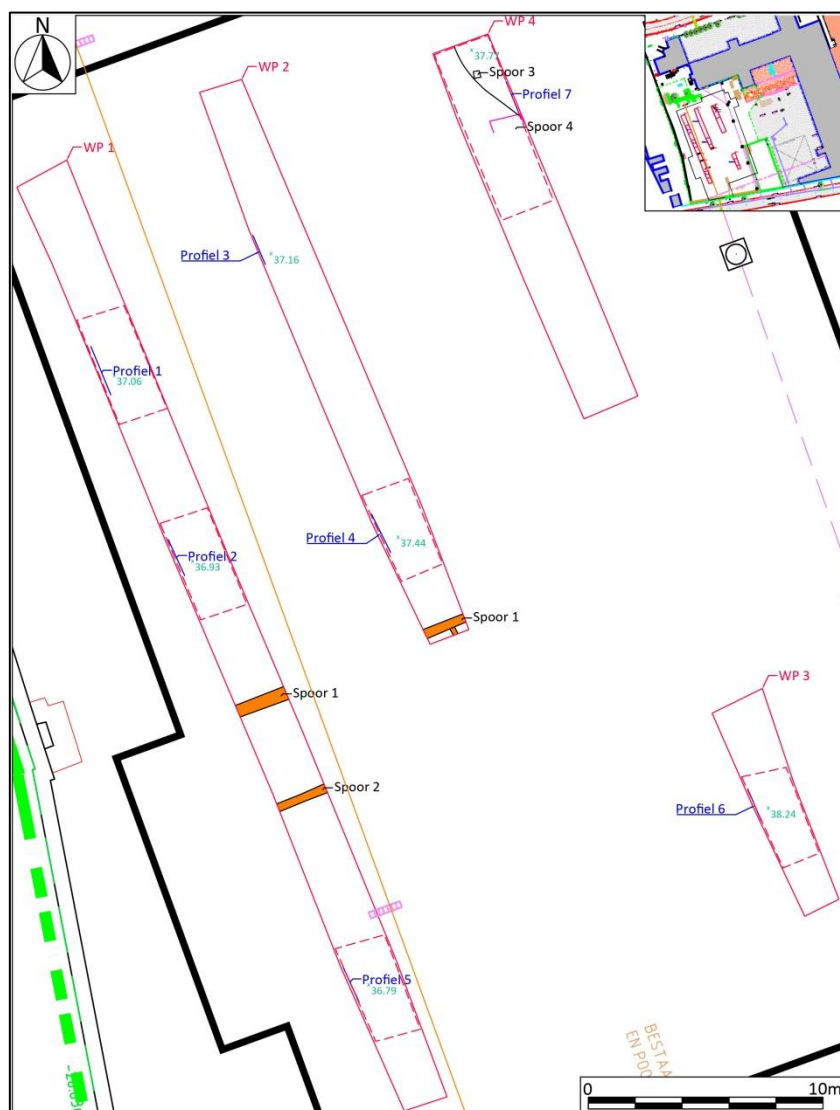 N
WP 4
37.77
Spoor 3
Profiel 7
Spoor 4
WP 2
WP 1
Profiel 3
37.16
Profiel 1
37.06
Profiel 4
37.44
Profiel 2
36.93
Spoor 1
Spoor 1
WP 3
Spoor 2
Profiel 6
38.24
Profiel 5
36.79
BESTAA
EN POO
0
10m